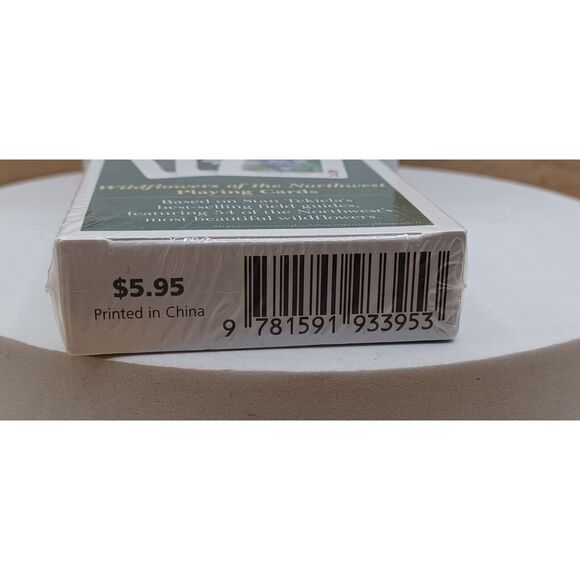 Wildflowers of the Northwest
Playing Cards
Based on Stan Tekiela's
best-selling field guides,
featuring 54 of the Northwest's
most beautiful wildflowers.
$5.95
Printed in China
9 781591 933953